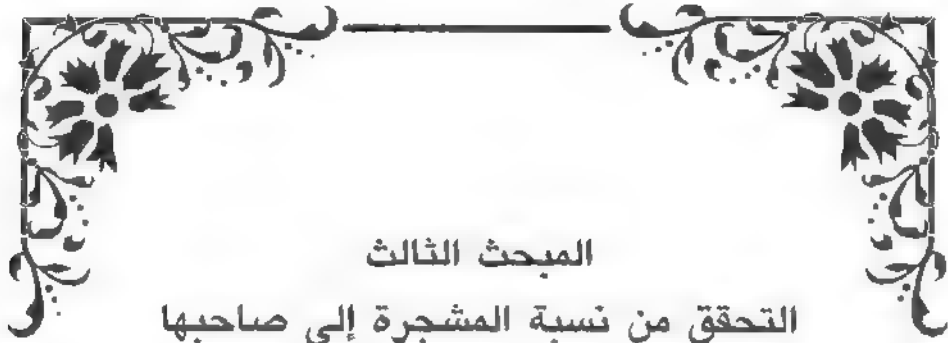 المبحث الثالث
التحقق من نسبة المشجرة إلى صاحبها